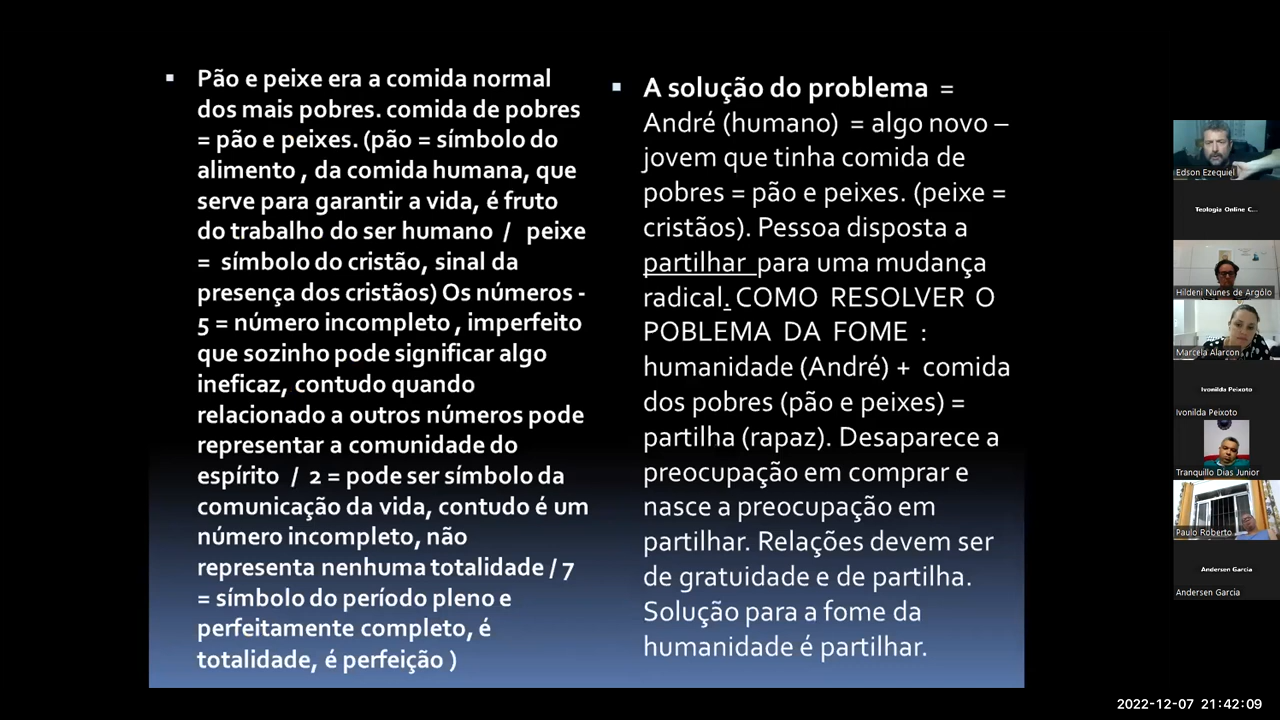 Pão e peixe era a comida normal
dos mais pobres. comida de pobres
= pão e peixes. (pão = símbolo do
alimento , da comida humana, que
serve para garantir a vida, é fruto
do trabalho do ser humano / peixe
= símbolo do cristão, sinal da
presença dos cristãos) Os números -
5 = número incompleto , imperfeito
que sozinho pode significar algo
ineficaz, contudo quando
relacionado a outros números pode
representar a comunidade do
espírito / 2 = pode ser símbolo da
comunicação da vida, contudo é um
número incompleto, não
representa nenhuma totalidade / 7
= símbolo do período pleno e
perfeitamente completo, é
totalidade, é perfeição )
A solução do problema =
André (humano) = algo novo –
jovem que tinha comida de
pobres = pão e peixes. (peixe =
cristãos). Pessoa disposta a
partilhar para uma mudança
radical. COMO RESOLVER O
POBLEMA DA FOME :
humanidade (André) + comida
dos pobres (pão e peixes) =
partilha (rapaz). Desaparece a
preocupação em comprar e
nasce a preocupação em
partilhar. Relações devem ser
de gratuidade e de partilha.
Solução para a fome da
humanidade é partilhar.
Edson Ezequiel
Teologia Online C...
Hildeni Nunes de Argôlo
Marcela Alarcon
Ivonilda Peixoto
Ivonilda Peixoto
Tranquillo Dias Junior
Paulo Roberto
Andersen Garcia
Andersen Garcia
2022-12-07 21:42:09